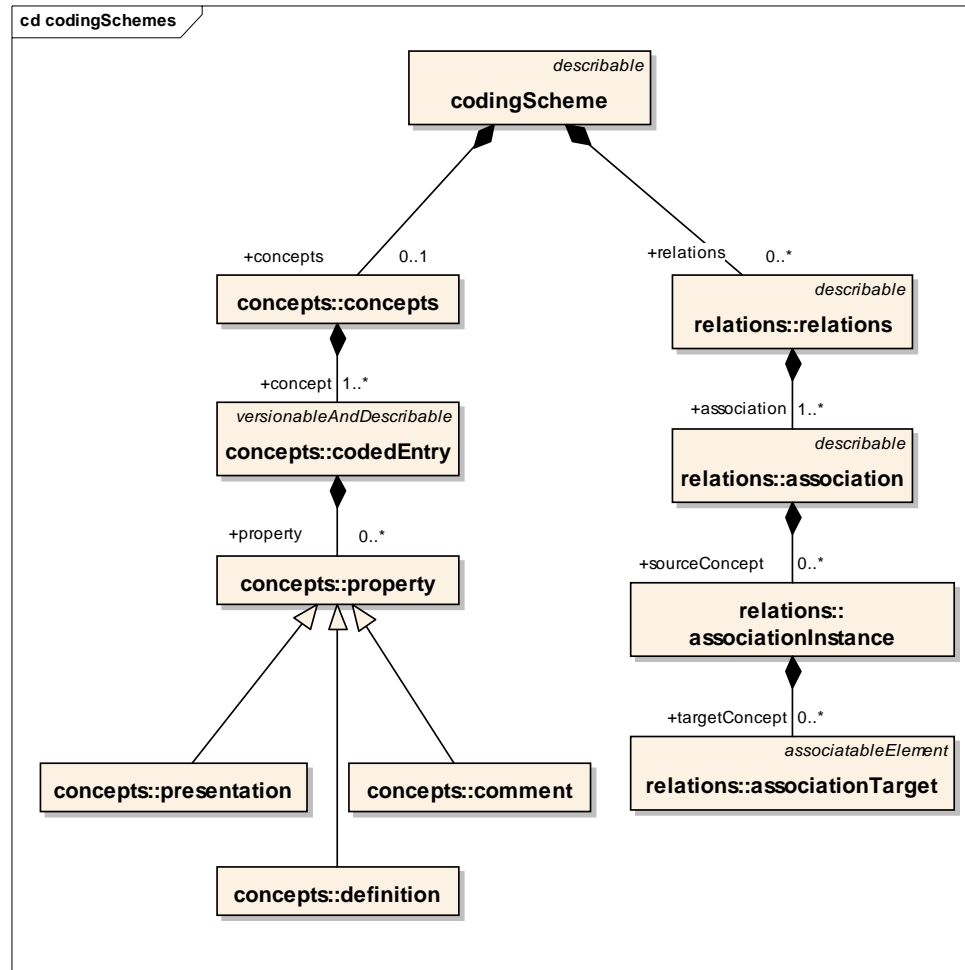 cd codingSchemes
describable
codingScheme
+concepts 0..1
+relations 0..*
concepts::concepts
describable
relations::relations
+concept 1..*
+association 1..*
versionableAndDescribable
concepts::codedEntry
describable
relations::association
+property 0..*
+sourceConcept 0..*
concepts::property
relations::
associationInstance
+targetConcept 0..*
associatableElement
relations::associationTarget
concepts::presentation
concepts::comment
concepts::definition